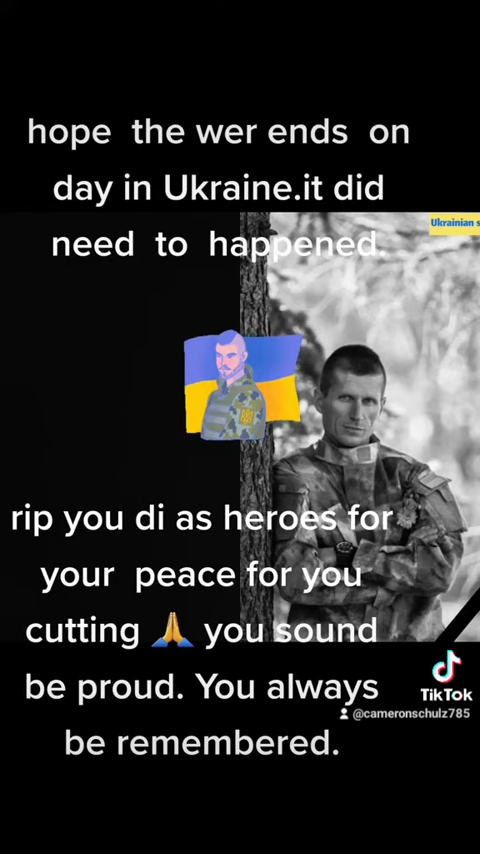 hope the wer ends on
day in Ukraine.it did
need to happened.
Ukrainian s
rip you di as heroes for
your peace for you
cutting 🙏 you sound
be proud. You always
be remembered.
TikTok
@cameronschulz785